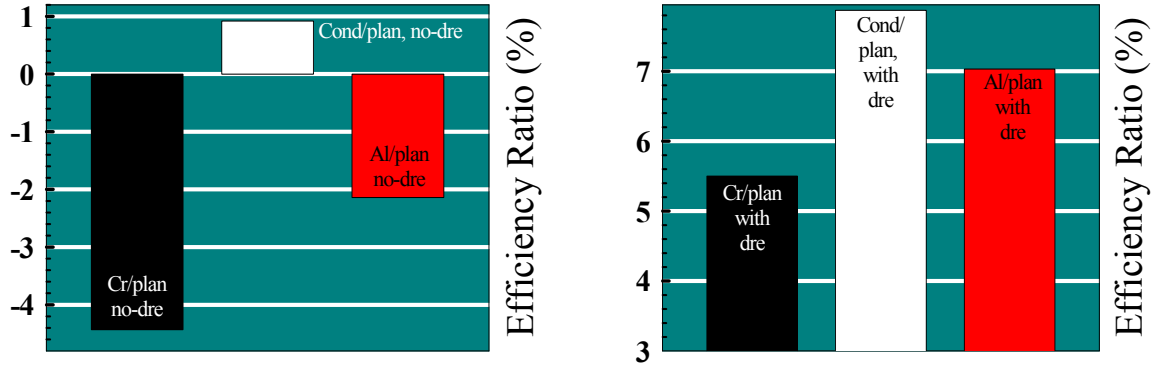 1
0
-1
-2
-3
-4
Cond/plan, no-dre
Al/plan
no-dre
Cr/plan
no-dre
Efficiency Ratio (%)
7
6
5
4
3
Cond/
plan,
with
dre
Al/plan
with
dre
Cr/plan
with
dre
Efficiency Ratio (%)